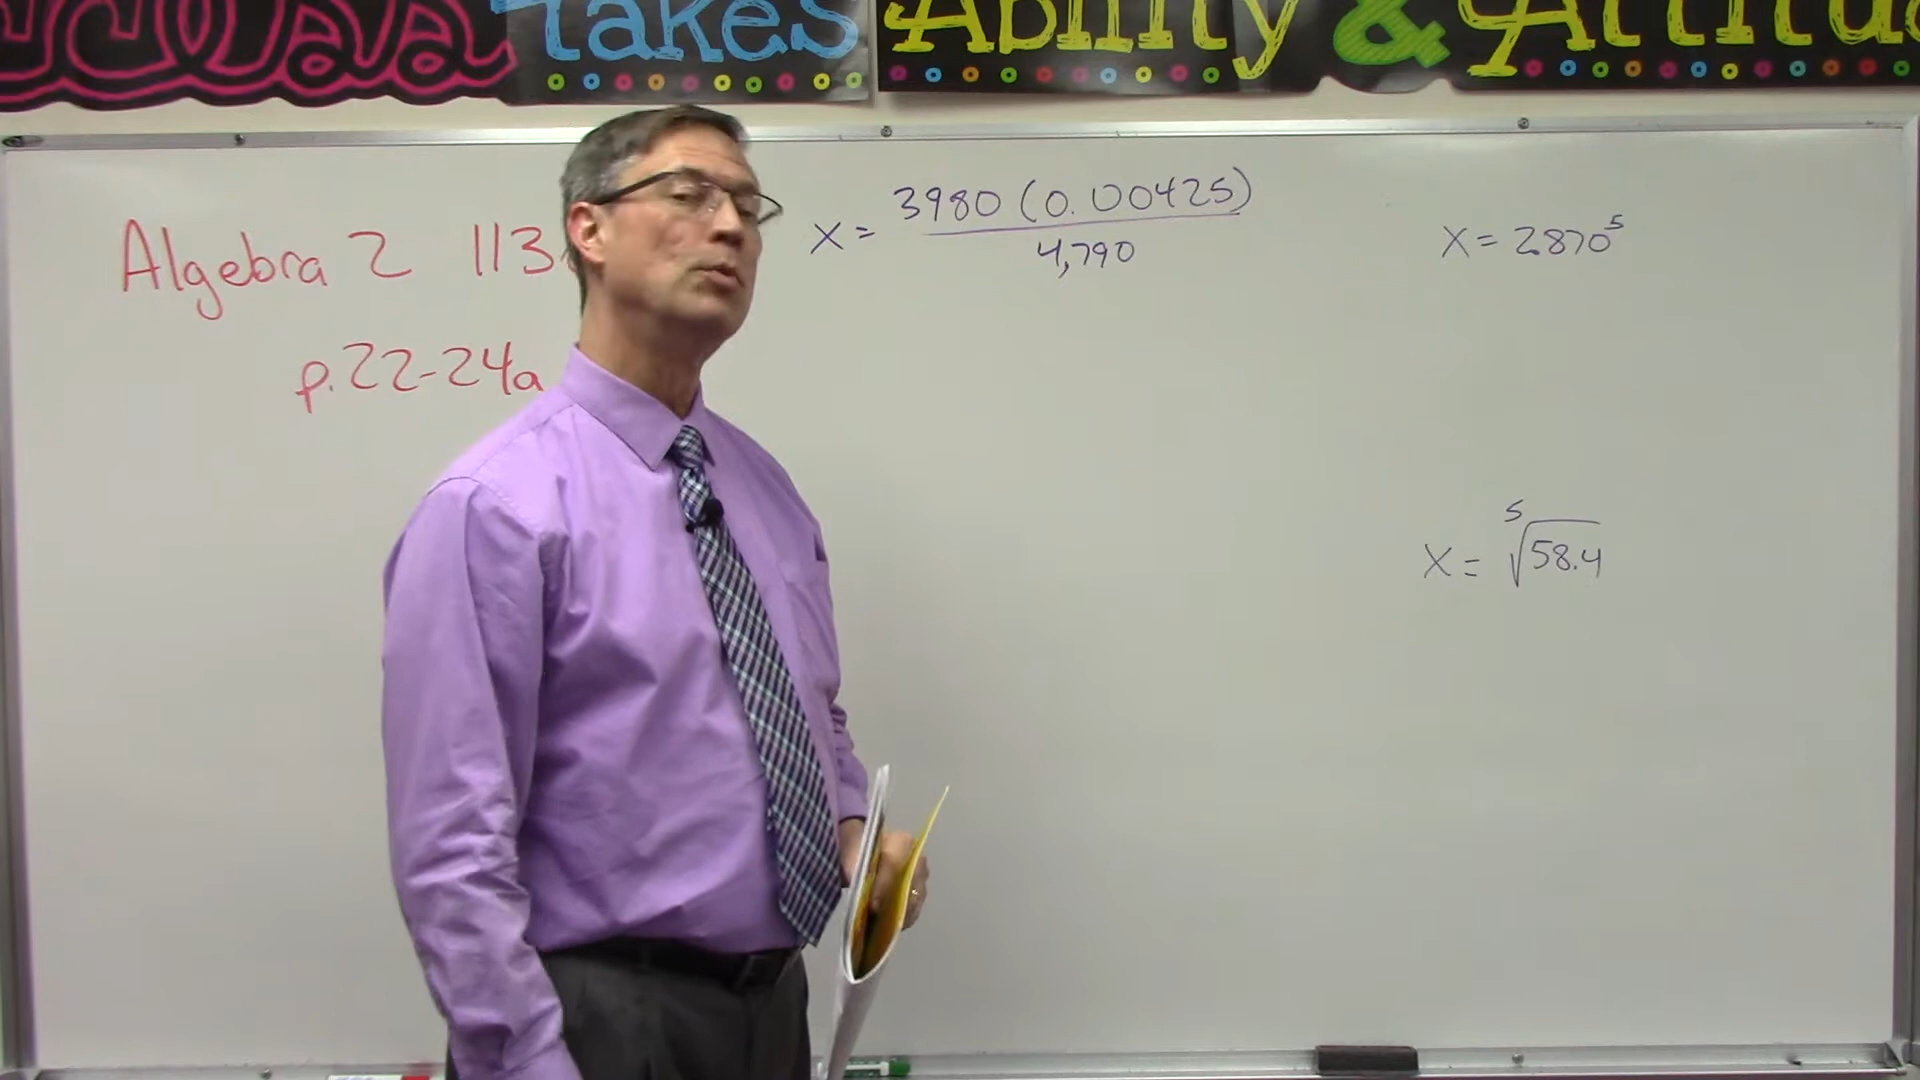 Takes Ability & Attitu
Algebra 2 113
p.22-24a
x = 3980 (0.00425)
4,790
x = 2870⁵
x = ⁵√58.4